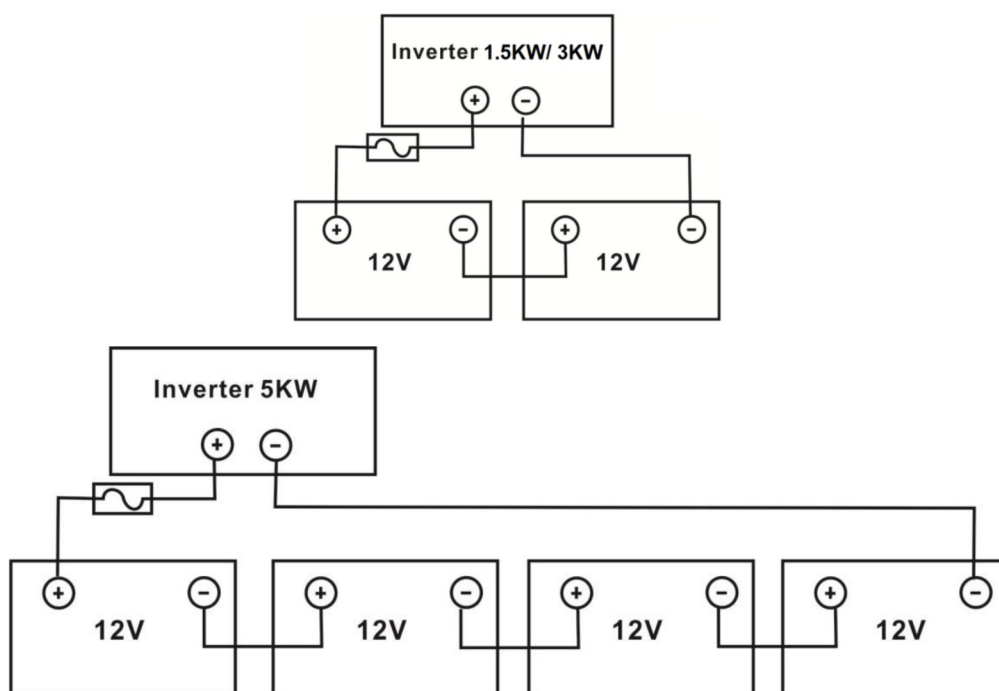 Inverter 1.5KW/ 3KW
+ −
+ − + −
12V 12V
Inverter 5KW
+ −
+ − + − + − + −
12V 12V 12V 12V